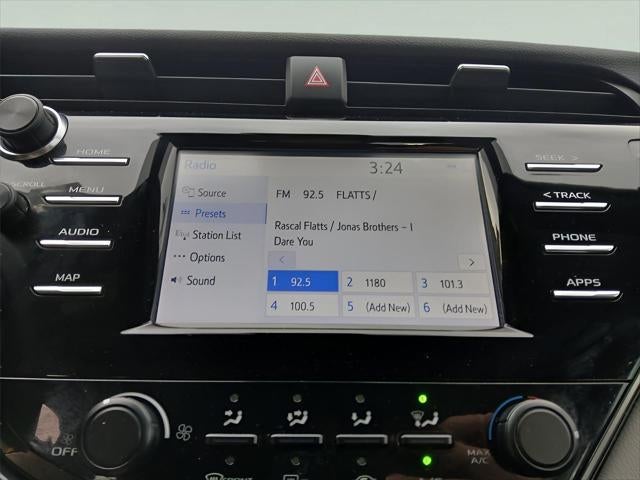 Radio 3:24
HOME
SCROLL
MENU
AUDIO
MAP
Source
Presets
Station List
Options
Sound
FM 92.5 FLATTS /
Rascal Flatts / Jonas Brothers - I
Dare You
< >
1 92.5 2 1180 3 101.3
4 100.5 5 (Add New) 6 (Add New)
SEEK >
< TRACK
PHONE
APPS
OFF
MAX
A/C
FRONT